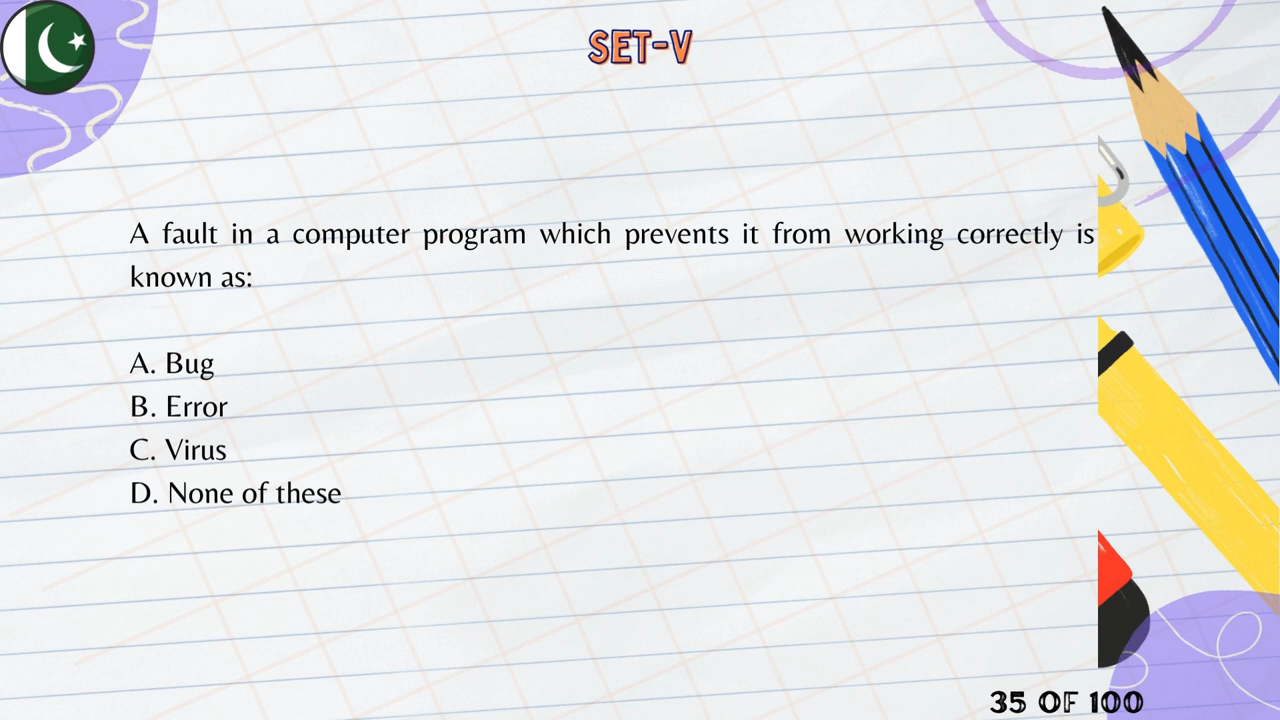 SET-V
A fault in a computer program which prevents it from working correctly is
known as:
A. Bug
B. Error
C. Virus
D. None of these
35 OF 100